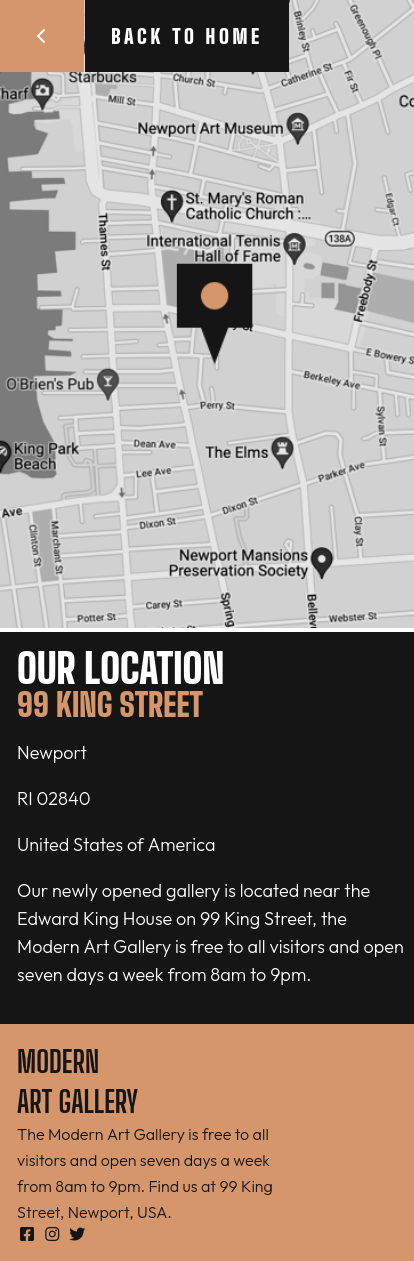 BACK TO HOME
Brinley St
Greenough Pl
Starbucks
Church St
Catherine St
Fir St
harf
Mill St
Co
Newport Art Museum
St. Mary's Roman
Catholic Church :...
Edgar Ct
Thames St
International Tennis
Hall of Fame
138A
Freebody St
y St
E Bowery S
O'Brien's Pub
Berkeley Ave
Perry St
Sylvan St
King Park
Beach
Dean Ave
The Elms
Lee Ave
Parker Ave
Ave
Dixon St
Dixon St
Clinton St
Marchant St
Clay St
Newport Mansions
Preservation Society
Carey St
Potter St
Spring
Bellev
Webster St
OUR LOCATION
99 KING STREET
Newport
RI 02840
United States of America
Our newly opened gallery is located near the
Edward King House on 99 King Street, the
Modern Art Gallery is free to all visitors and open
seven days a week from 8am to 9pm.
MODERN
ART GALLERY
The Modern Art Gallery is free to all
visitors and open seven days a week
from 8am to 9pm. Find us at 99 King
Street, Newport, USA.